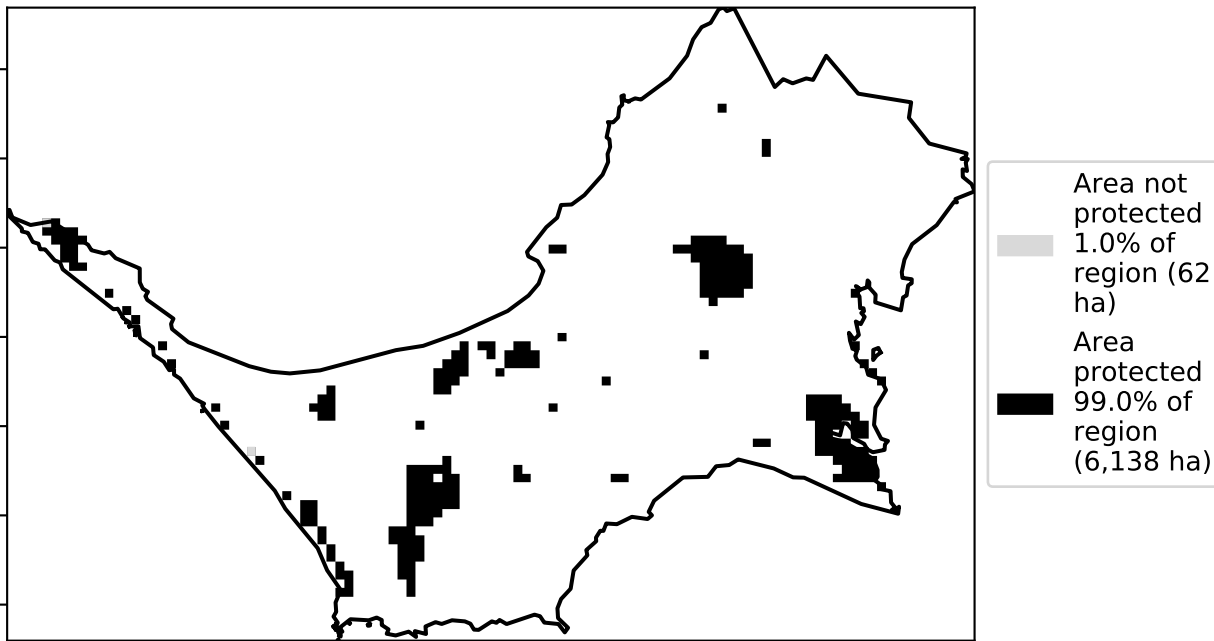 Area not
protected
1.0% of
region (62
ha)
Area
protected
99.0% of
region
(6,138 ha)